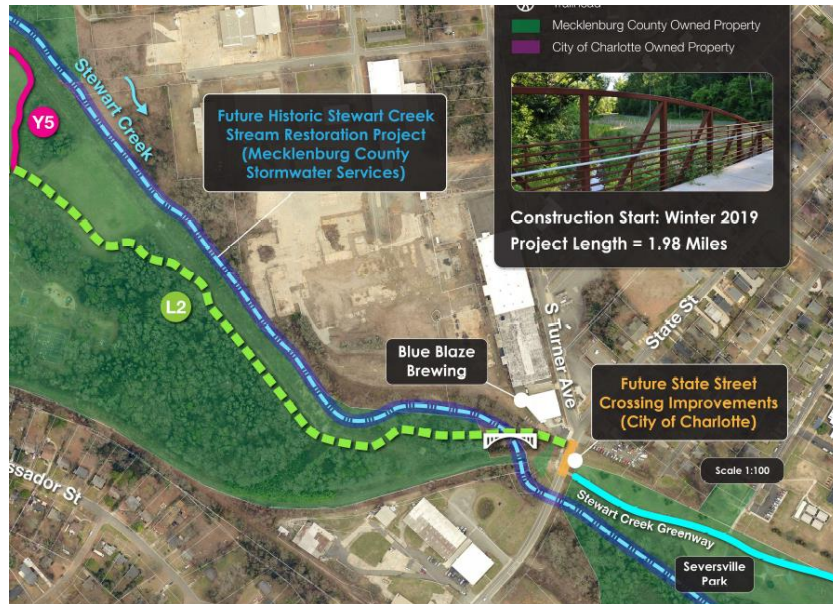 Trailhead
Mecklenburg County Owned Property
City of Charlotte Owned Property
Construction Start: Winter 2019
Project Length = 1.98 Miles
Stewart Creek
Y5
Future Historic Stewart Creek
Stream Restoration Project
(Mecklenburg County
Stormwater Services)
L2
Blue Blaze
Brewing
S Turner Ave
State St
Future State Street
Crossing Improvements
(City of Charlotte)
Scale 1:100
Stewart Creek Greenway
Seversville
Park
ssador St